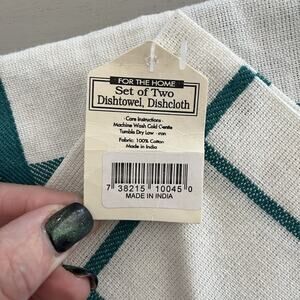 FOR THE HOME
Set of Two
Dishtowel, Dishcloth
Care Instructions:
Machine Wash Cold Gentle
Tumble Dry Low - Iron
Fabric: 100% Cotton
Made in India
7 38215 10045 0
MADE IN INDIA